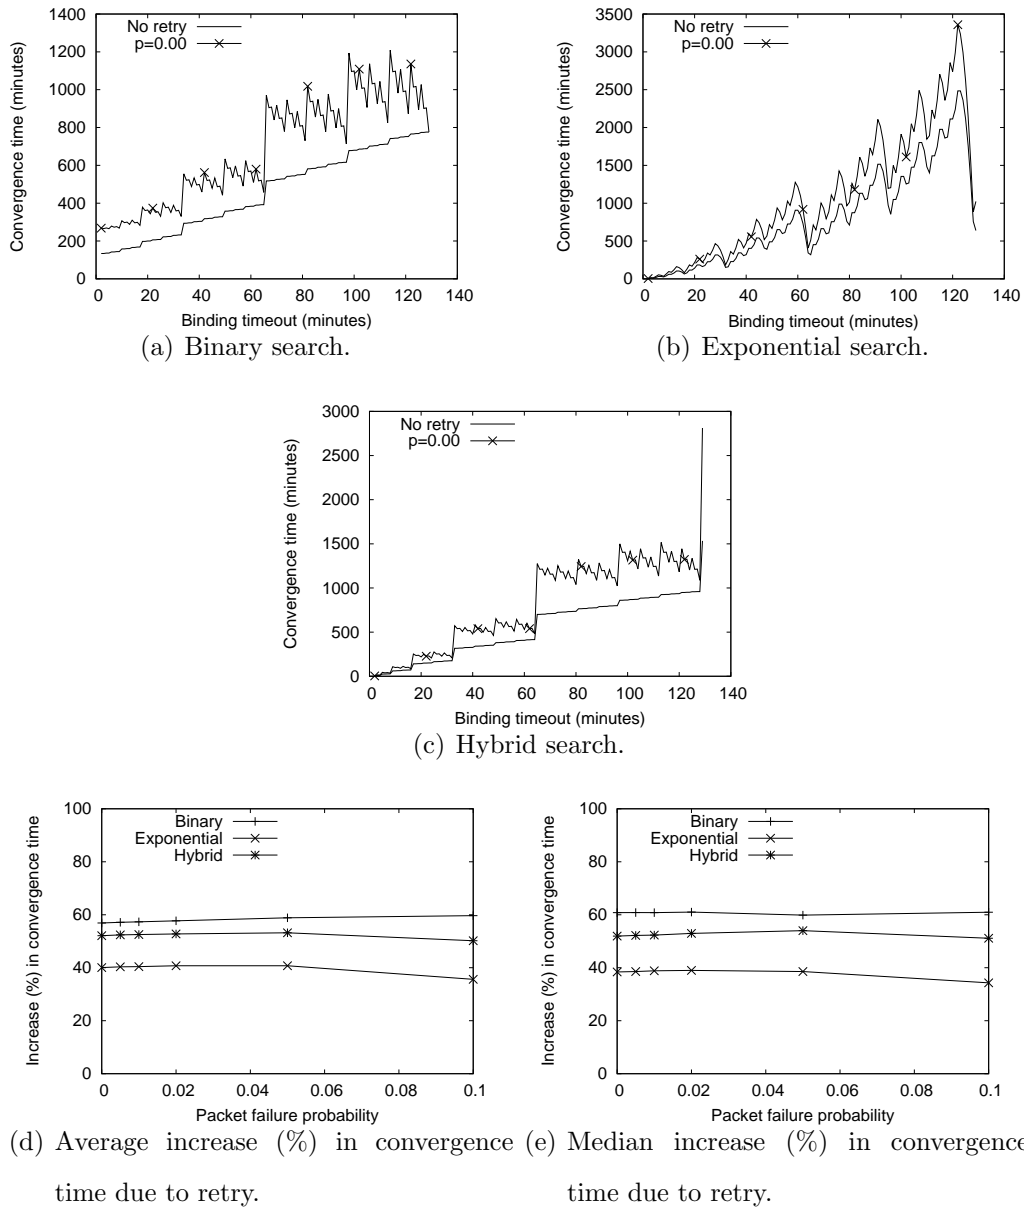 No retry
p=0.00
Convergence time (minutes)
1400
1200
1000
800
600
400
200
0
0 20 40 60 80 100 120 140
Binding timeout (minutes)
(a) Binary search.
No retry
p=0.00
Convergence time (minutes)
3500
3000
2500
2000
1500
1000
500
0
0 20 40 60 80 100 120 140
Binding timeout (minutes)
(b) Exponential search.
No retry
p=0.00
Convergence time (minutes)
3000
2500
2000
1500
1000
500
0
0 20 40 60 80 100 120 140
Binding timeout (minutes)
(c) Hybrid search.
Binary
Exponential
Hybrid
Increase (%) in convergence time
100
80
60
40
20
0
0 0.02 0.04 0.06 0.08 0.1
Packet failure probability
(d) Average increase (%) in convergence
time due to retry.
Binary
Exponential
Hybrid
Increase (%) in convergence time
100
80
60
40
20
0
0 0.02 0.04 0.06 0.08 0.1
Packet failure probability
(e) Median increase (%) in convergence
time due to retry.